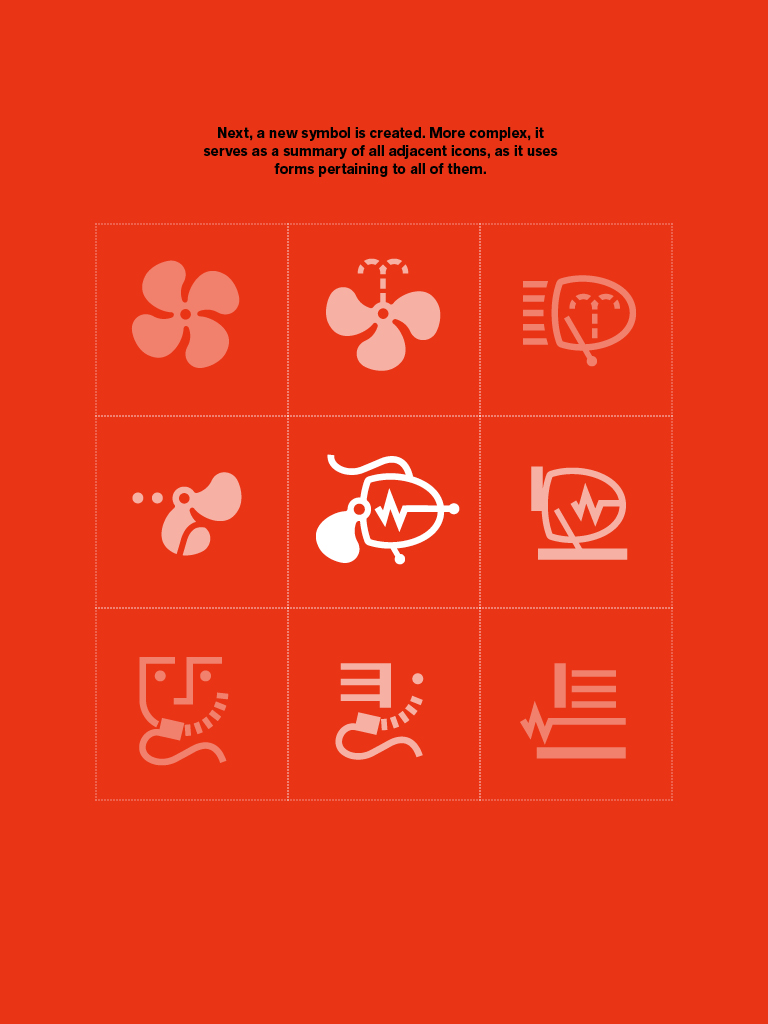 Next, a new symbol is created. More complex, it
serves as a summary of all adjacent icons, as it uses
forms pertaining to all of them.